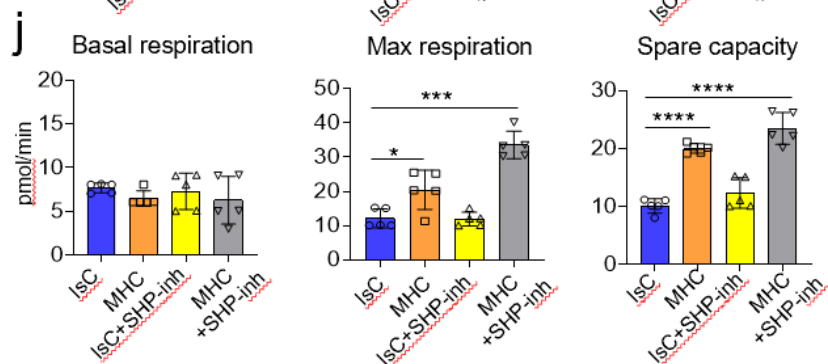 IsC
IsC
j
Basal respiration
Max respiration
Spare capacity
pmol/min
20
15
10
5
0
IsC
MHC
IsC+SHP-inh
MHC
+SHP-inh
50
40
30
20
10
0
*
***
IsC
MHC
IsC+SHP-inh
MHC
+SHP-inh
30
20
10
0
****
****
IsC
MHC
IsC+SHP-inh
MHC
+SHP-inh